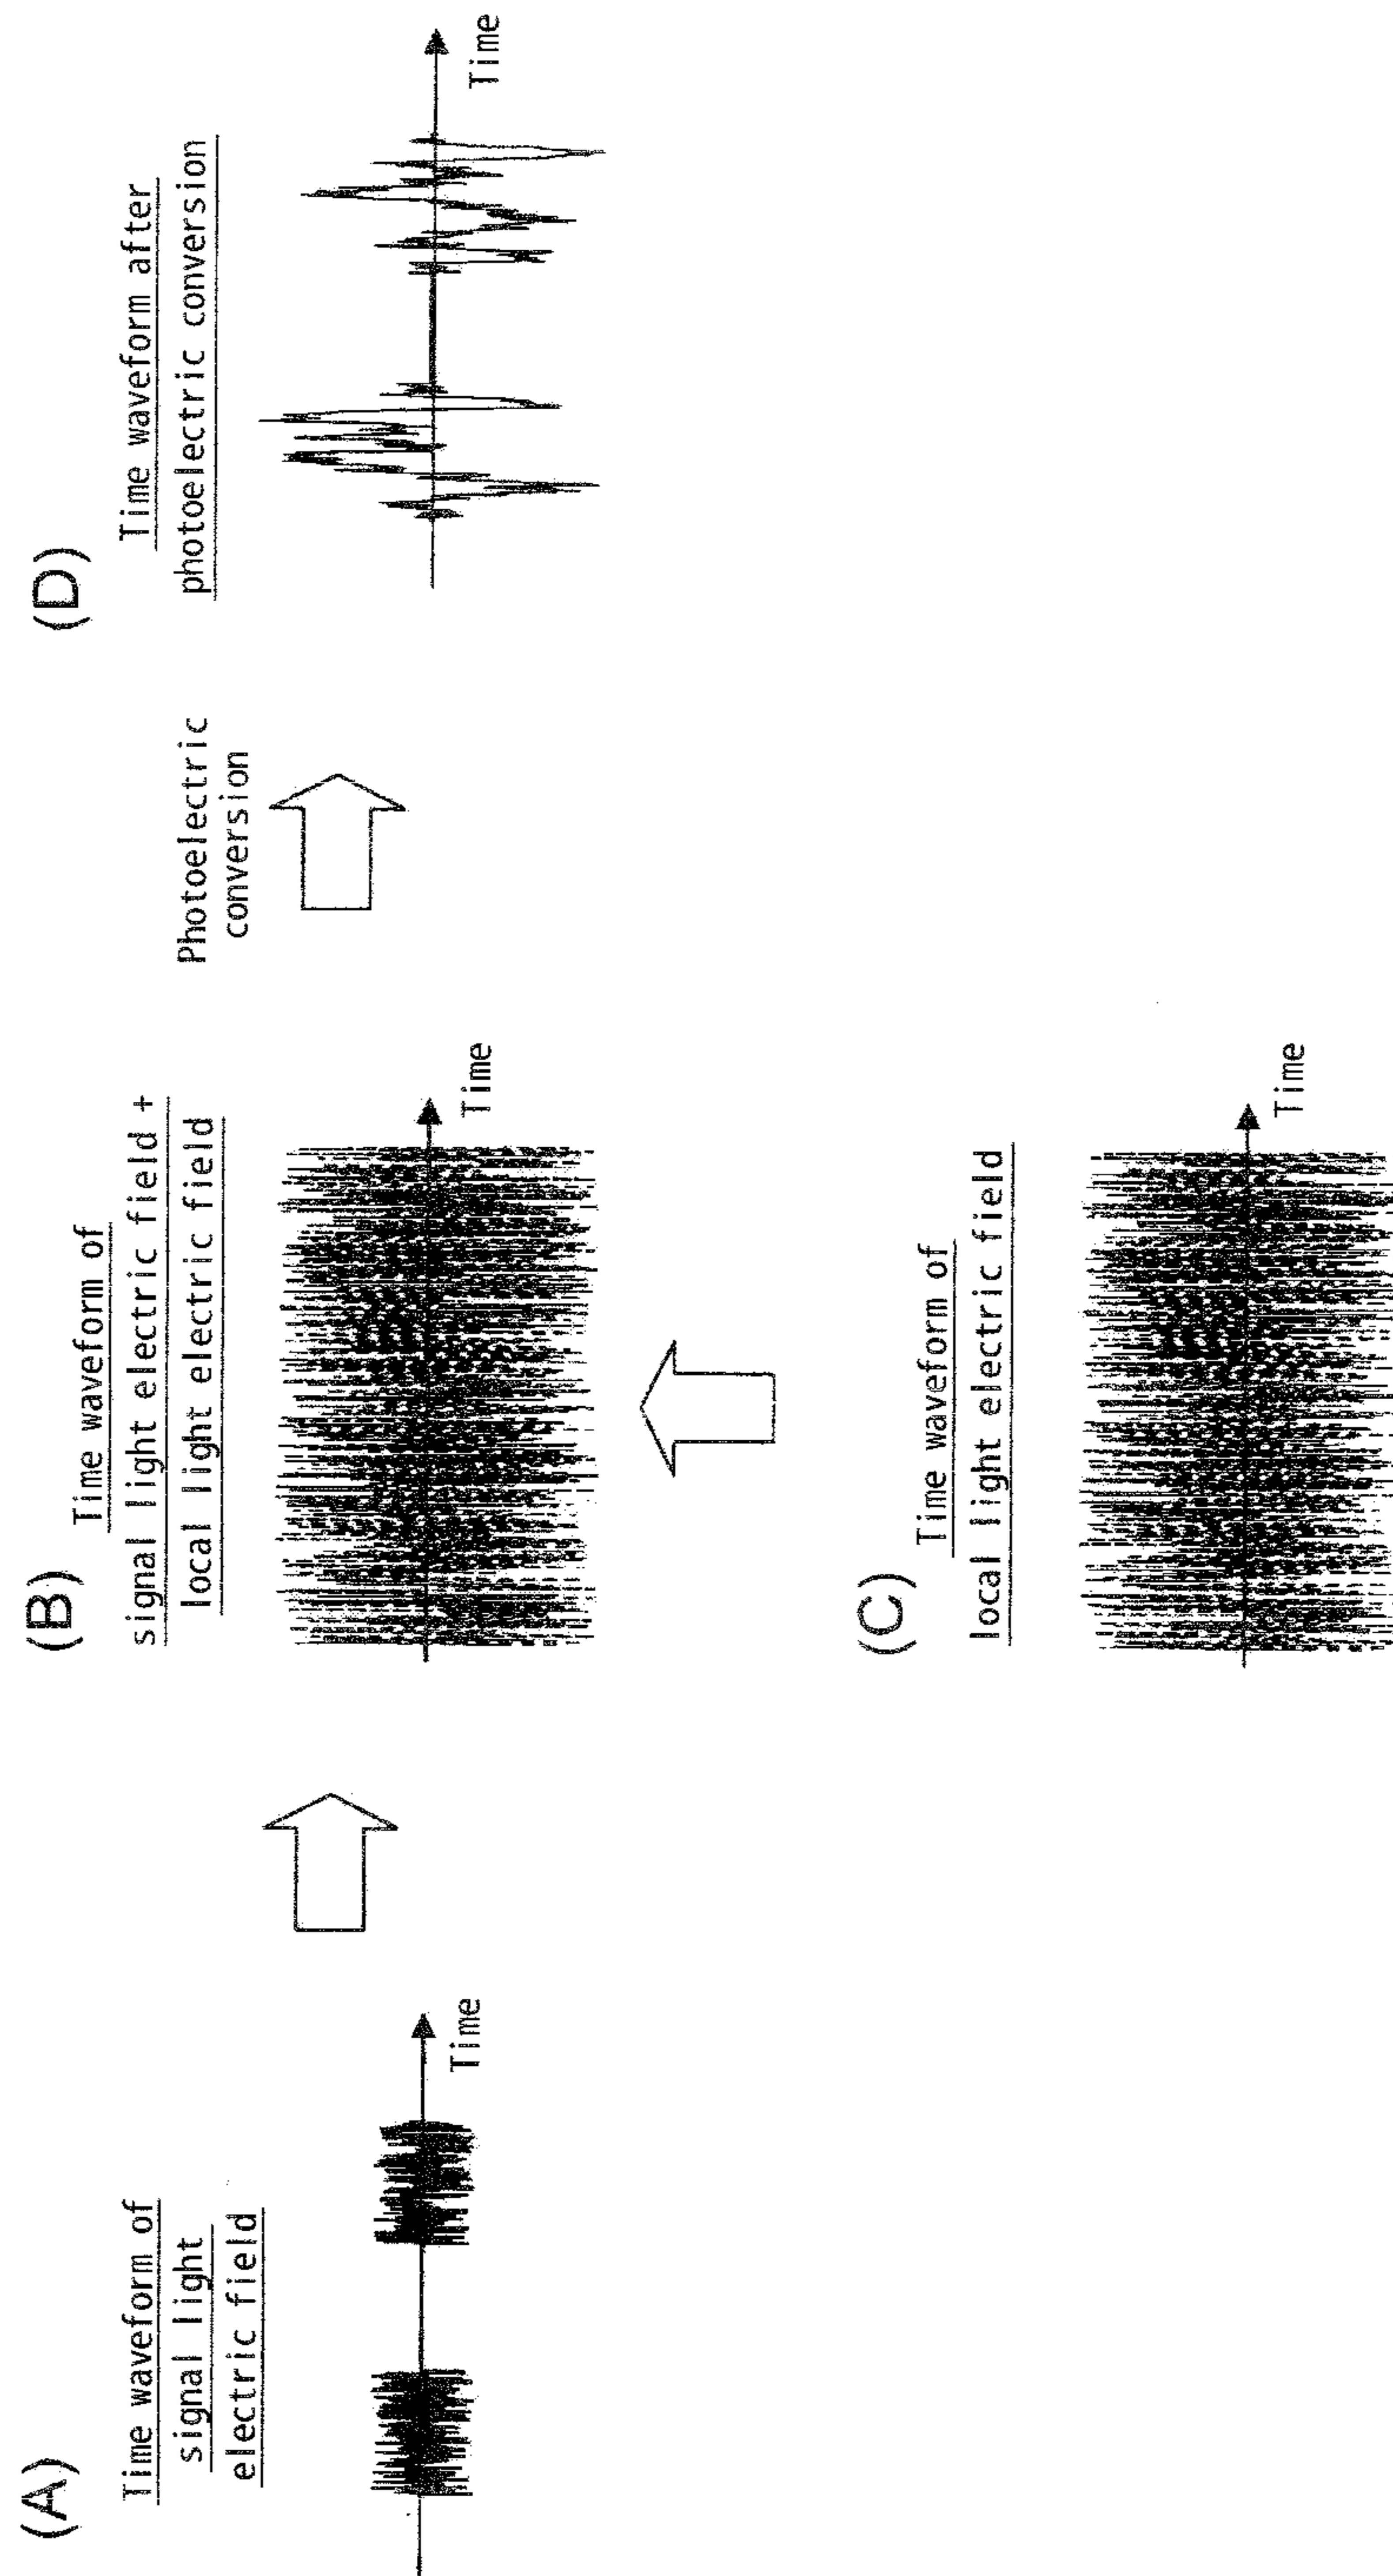 (A)
Time waveform of
signal light
electric field
Time
(B)
Time waveform of
signal light electric field +
local light electric field
Time
(C)
Time waveform of
local light electric field
Time
Photoelectric
conversion
(D)
Time waveform after
photoelectric conversion
Time